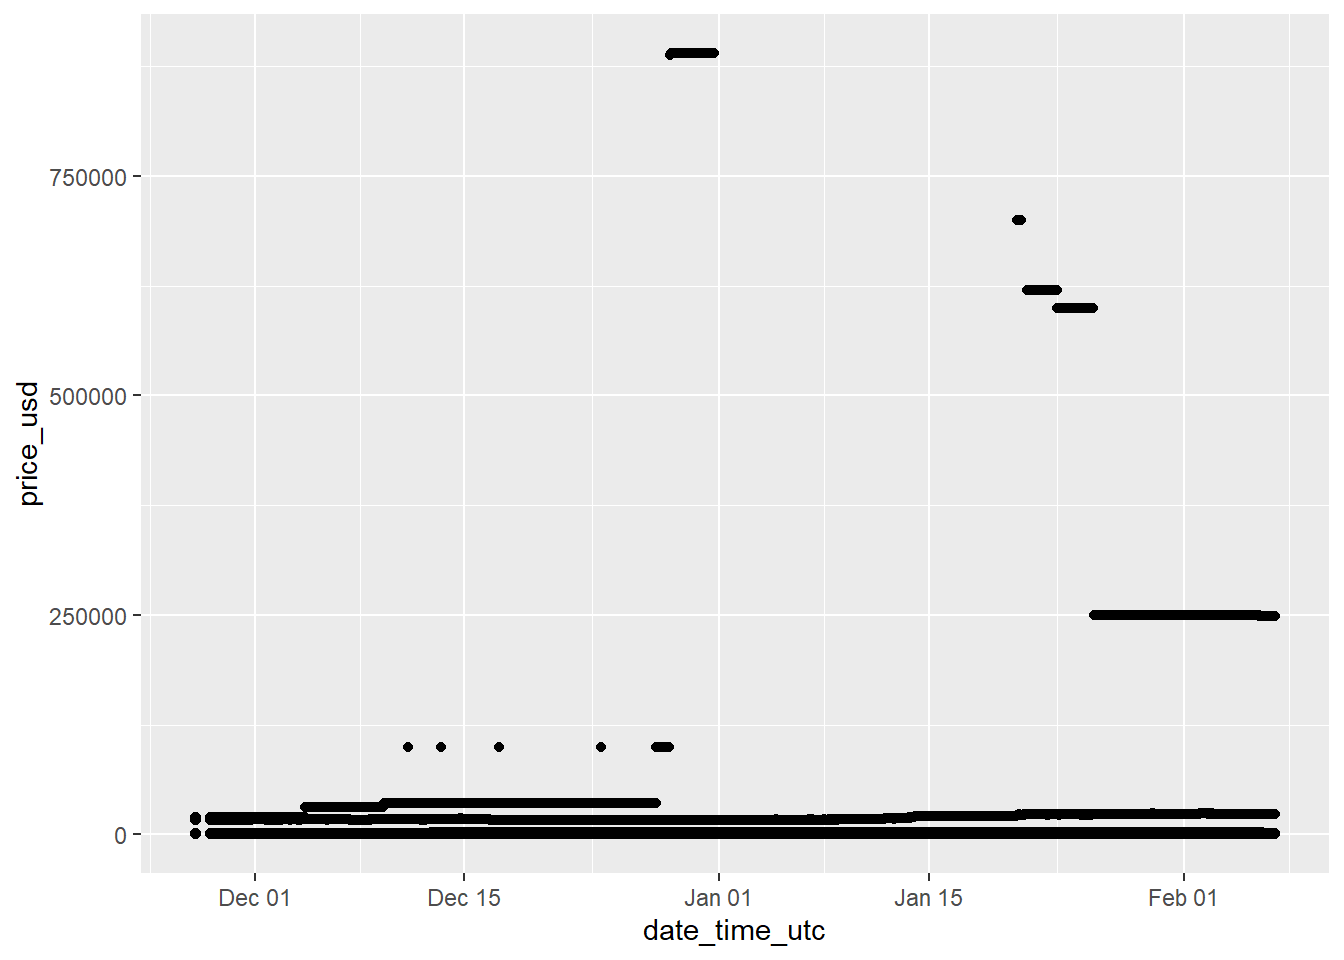 price_usd
750000
500000
250000
0
Dec 01
Dec 15
Jan 01
Jan 15
Feb 01
date_time_utc